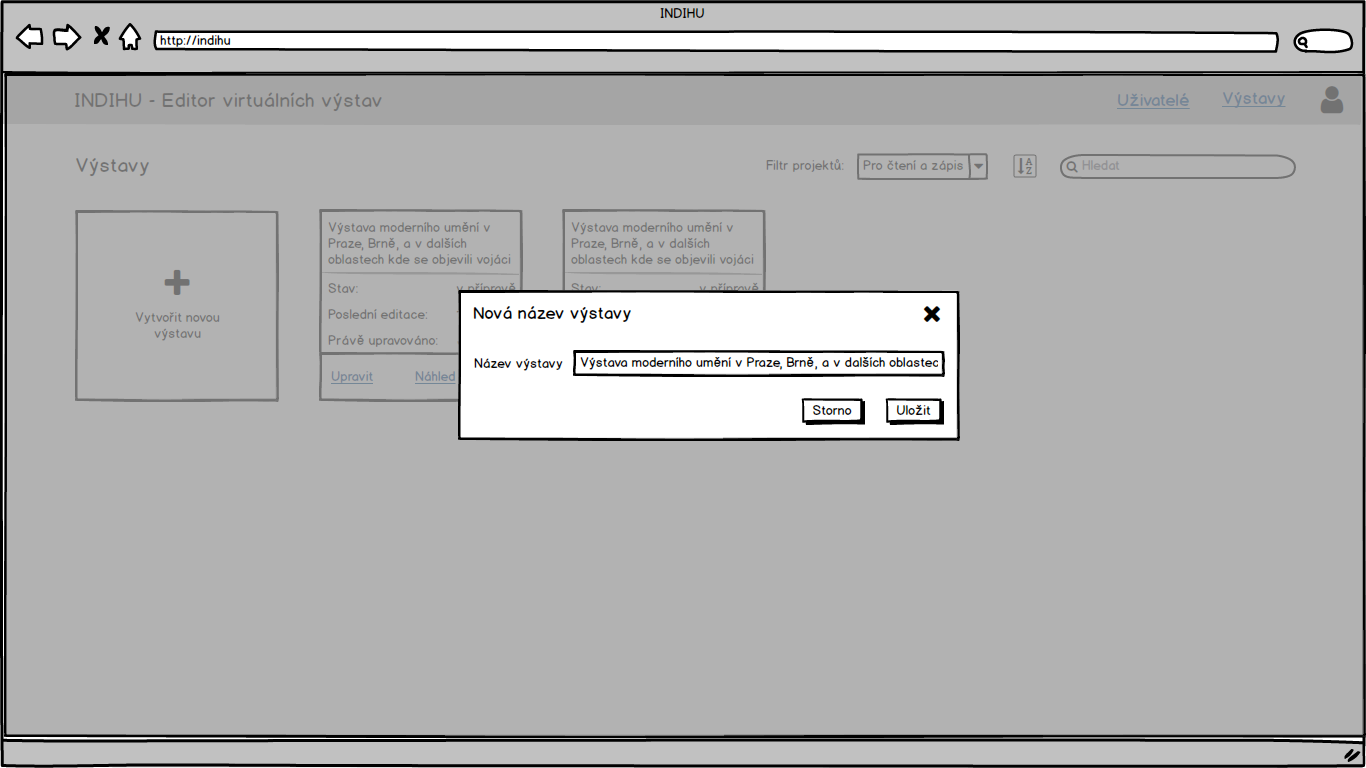 INDIHU
http://indihu
INDIHU - Editor virtuálních výstav
Uživatelé
Výstavy
Výstavy
Filtr projektů:
Pro čtení a zápis
A
Z
Hledat
Vytvořit novou
výstavu
Výstava moderního umění v
Praze, Brně, a v dalších
oblastech kde se objevili vojáci
Stav:
v přípravě
Poslední editace:
Právě upravováno:
Upravit
Náhled
Výstava moderního umění v
Praze, Brně, a v dalších
oblastech kde se objevili vojáci
Stav:
v přípravě
Nová název výstavy
Název výstavy
Výstava moderního umění v Praze, Brně, a v dalších oblastec
Storno
Uložit